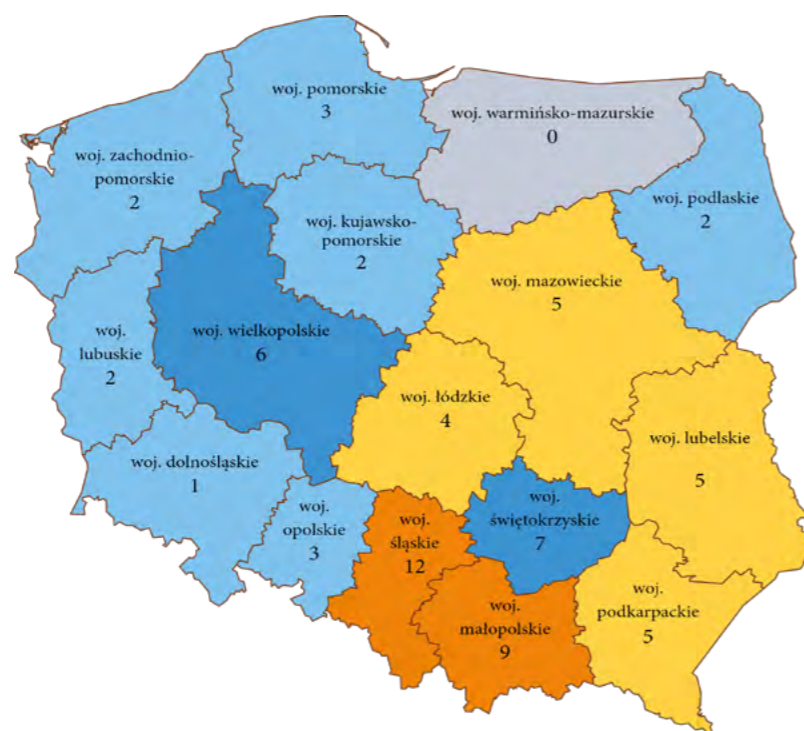 woj. pomorskie
3
woj. warmińsko-mazurskie
0
woj. zachodnio-
pomorskie
2
woj. podlaskie
2
woj. kujawsko-
pomorskie
2
woj. mazowieckie
5
woj. wielkopolskie
6
woj.
lubuskie
2
woj. łódzkie
4
woj. lubelskie
5
woj. dolnośląskie
1
woj.
opolskie
3
woj.
śląskie
12
woj.
świętokrzyskie
7
woj.
małopolskie
9
woj.
podkarpackie
5